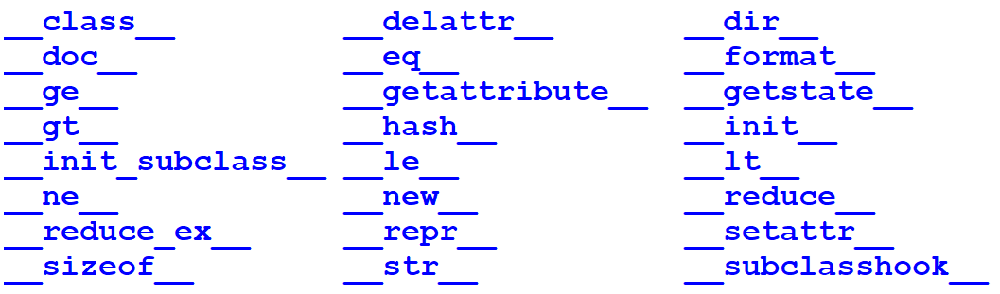 __class__ __delattr__ __dir__
__doc__ __eq__ __format__
__ge__ __getattribute__ __getstate__
__gt__ __hash__ __init__
__init_subclass__ __le__ __lt__
__ne__ __new__ __reduce__
__reduce_ex__ __repr__ __setattr__
__sizeof__ __str__ __subclasshook__